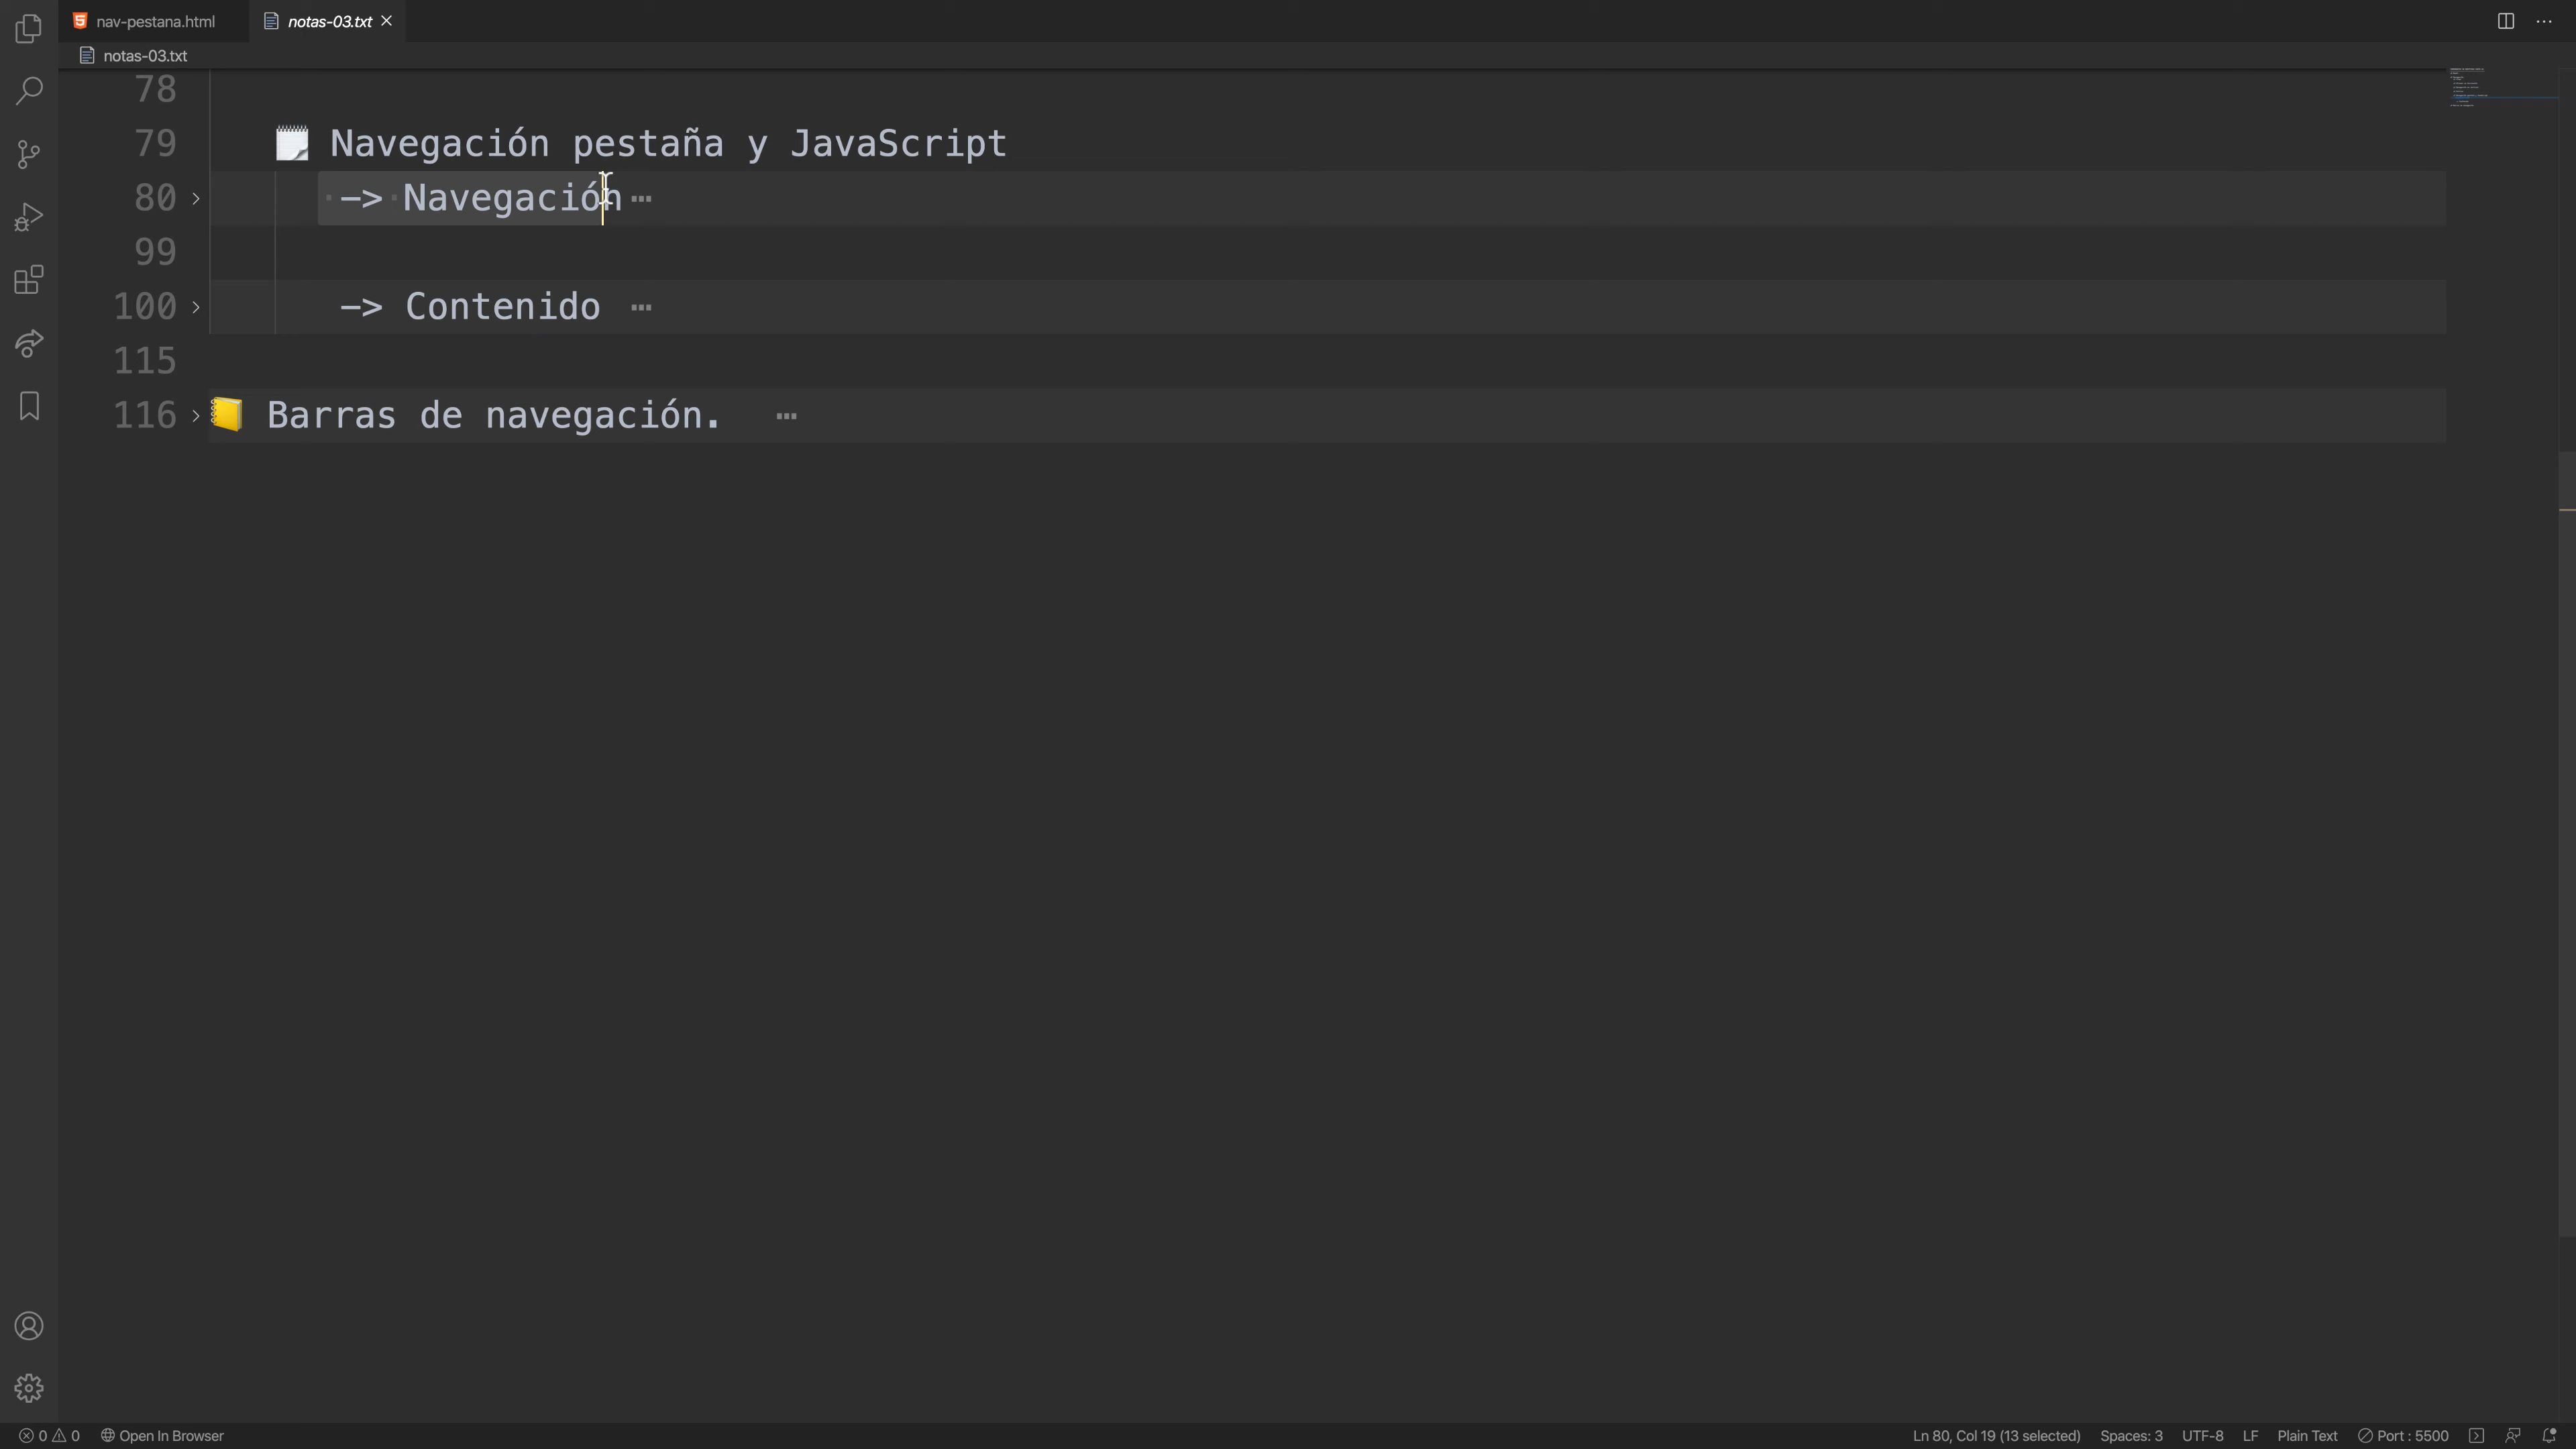 nav-pestana.html
notas-03.txt
notas-03.txt
78
79 🗒️ Navegación pestaña y JavaScript
80 —> Navegación …
99
100 —> Contenido …
115
116 📒 Barras de navegación. …
0 0 Open In Browser
Ln 80, Col 19 (13 selected) Spaces: 3 UTF-8 LF Plain Text Port : 5500